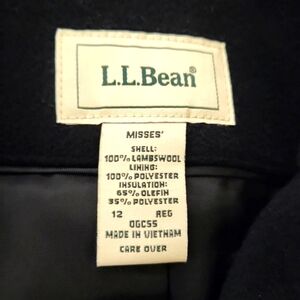 L.L.Bean®
MISSES'
SHELL:
100% LAMBSWOOL
LINING:
100% POLYESTER
INSULATION:
65% OLEFIN
35% POLYESTER
12 REG
OGCS5
MADE IN VIETNAM
CARE OVER